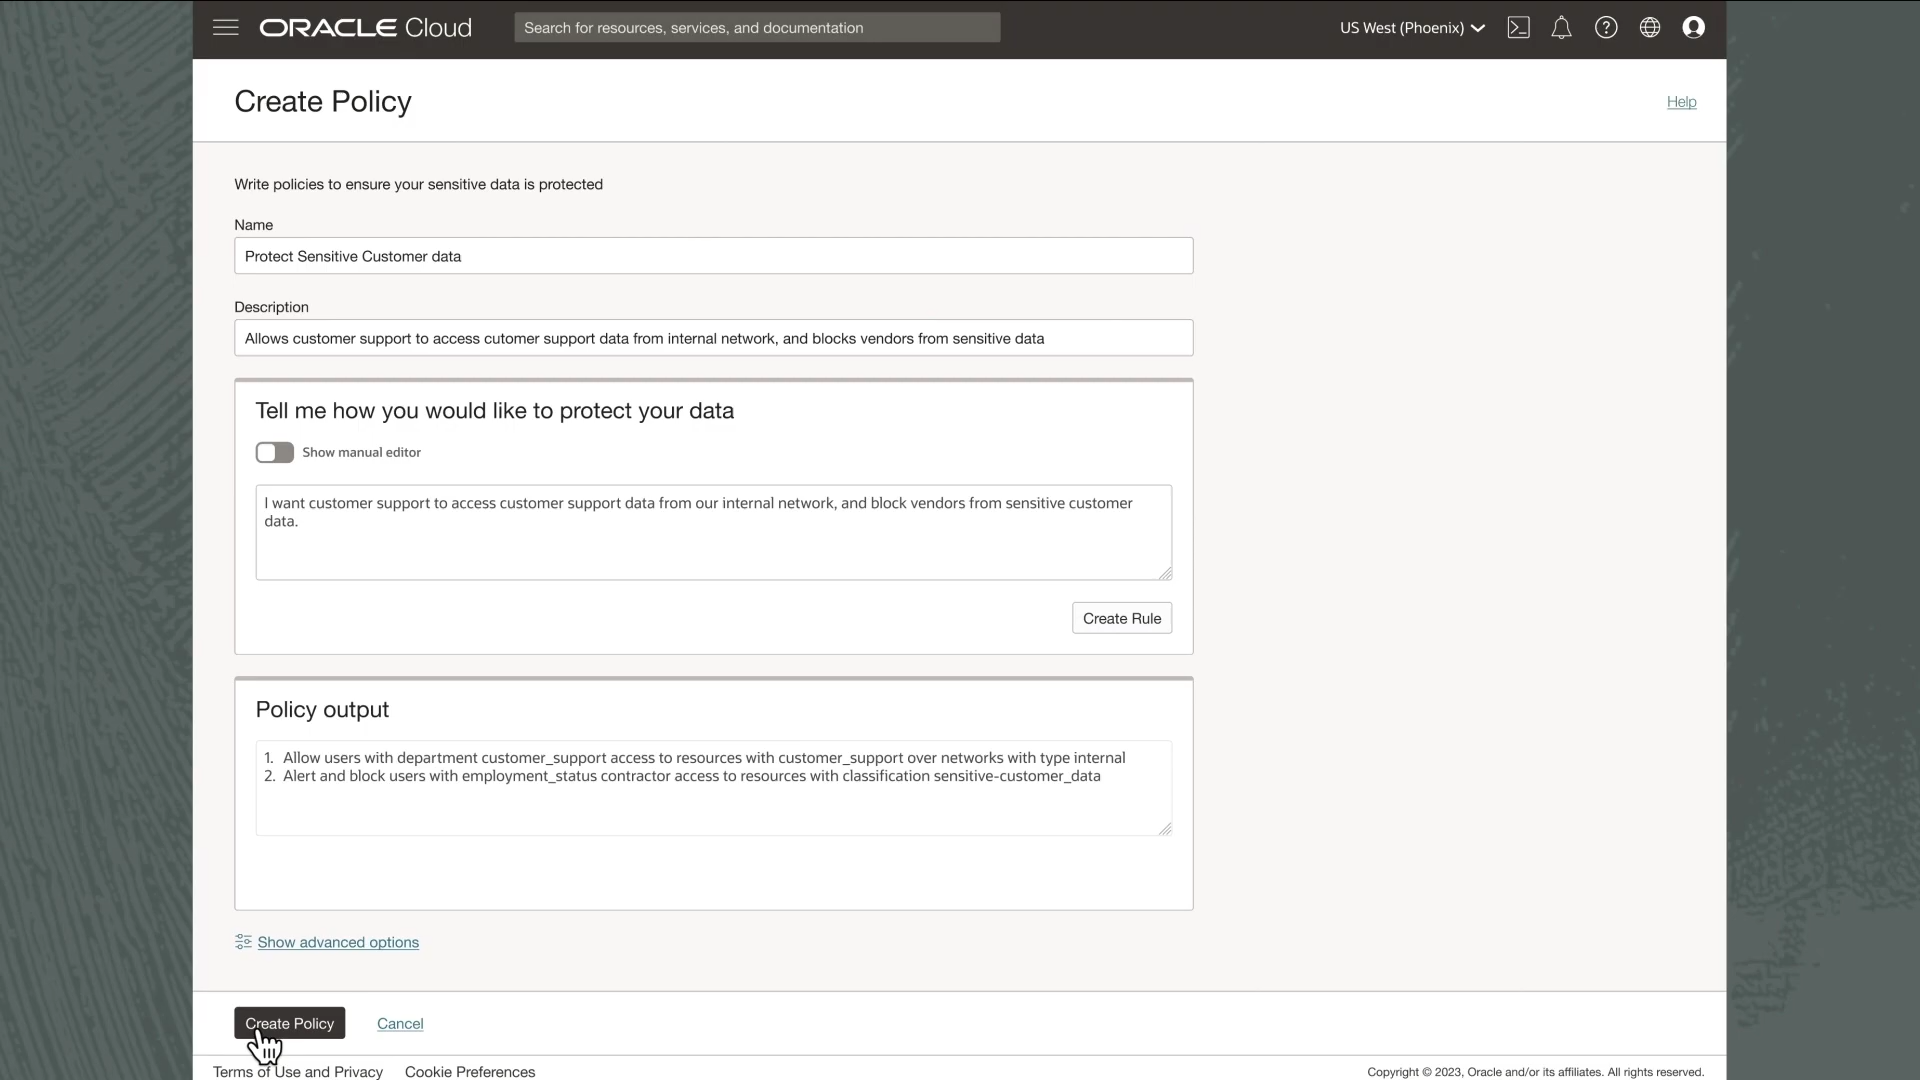 ORACLE Cloud
Search for resources, services, and documentation
US West (Phoenix)
Create Policy
Help
Write policies to ensure your sensitive data is protected
Name
Protect Sensitive Customer data
Description
Allows customer support to access cutomer support data from internal network, and blocks vendors from sensitive data
Tell me how you would like to protect your data
Show manual editor
I want customer support to access customer support data from our internal network, and block vendors from sensitive customer
data.
Create Rule
Policy output
1. Allow users with department customer_support access to resources with customer_support over networks with type internal
2. Alert and block users with employment_status contractor access to resources with classification sensitive-customer_data
Show advanced options
Create Policy
Cancel
Terms of Use and Privacy
Cookie Preferences
Copyright © 2023, Oracle and/or its affiliates. All rights reserved.